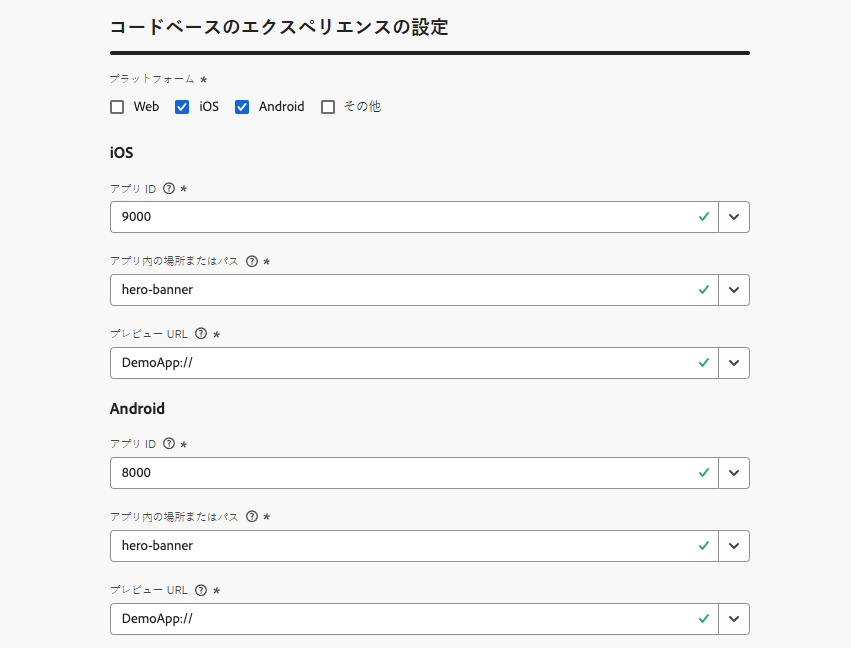 コードベースのエクスペリエンスの設定
プラットフォーム *
Web iOS Android その他
iOS
アプリ ID ? *
9000
アプリ内の場所またはパス ? *
hero-banner
プレビュー URL ? *
DemoApp://
Android
アプリ ID ? *
8000
アプリ内の場所またはパス ? *
hero-banner
プレビュー URL ? *
DemoApp://